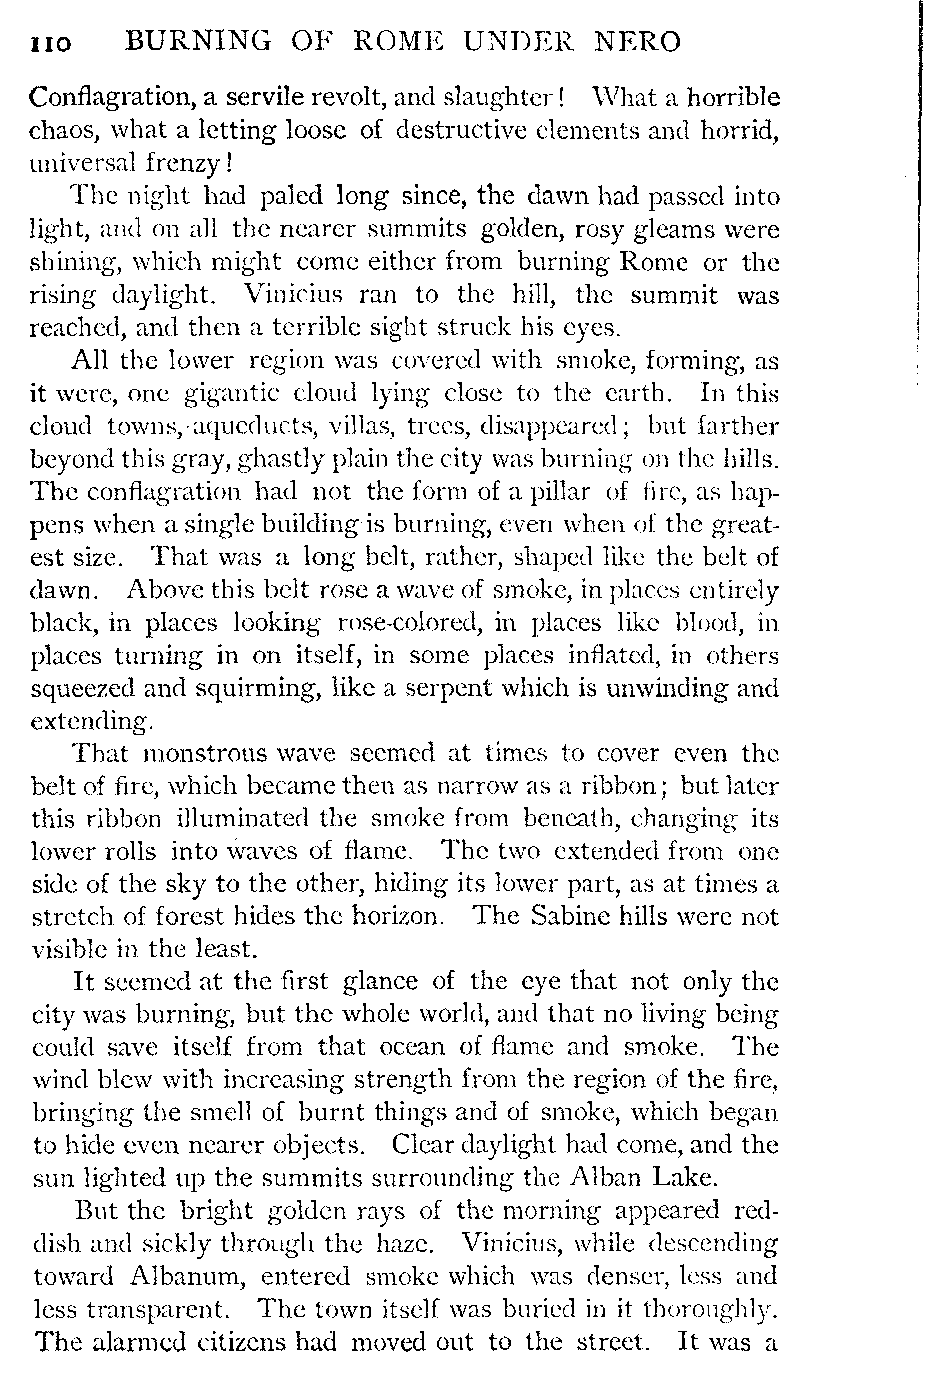 110 BURNING OF ROME UNDER NERO
Conflagration, a servile revolt, and slaughter! What a horrible
chaos, what a letting loose of destructive elements and horrid,
universal frenzy!
The night had paled long since, the dawn had passed into
light, and on all the nearer summits golden, rosy gleams were
shining, which might come either from burning Rome or the
rising daylight. Vinicius ran to the hill, the summit was
reached, and then a terrible sight struck his eyes.
All the lower region was covered with smoke, forming, as
it were, one gigantic cloud lying close to the earth. In this
cloud towns, aqueducts, villas, trees, disappeared; but farther
beyond this gray, ghastly plain the city was burning on the hills.
The conflagration had not the form of a pillar of fire, as hap-
pens when a single building is burning, even when of the great-
est size. That was a long belt, rather, shaped like the belt of
dawn. Above this belt rose a wave of smoke, in places entirely
black, in places looking rose-colored, in places like blood, in
places turning in on itself, in some places inflated, in others
squeezed and squirming, like a serpent which is unwinding and
extending.
That monstrous wave seemed at times to cover even the
belt of fire, which became then as narrow as a ribbon; but later
this ribbon illuminated the smoke from beneath, changing its
lower rolls into waves of flame. The two extended from one
side of the sky to the other, hiding its lower part, as at times a
stretch of forest hides the horizon. The Sabine hills were not
visible in the least.
It seemed at the first glance of the eye that not only the
city was burning, but the whole world, and that no living being
could save itself from that ocean of flame and smoke. The
wind blew with increasing strength from the region of the fire,
bringing the smell of burnt things and of smoke, which began
to hide even nearer objects. Clear daylight had come, and the
sun lighted up the summits surrounding the Alban Lake.
But the bright golden rays of the morning appeared red-
dish and sickly through the haze. Vinicius, while descending
toward Albanum, entered smoke which was denser, less and
less transparent. The town itself was buried in it thoroughly.
The alarmed citizens had moved out to the street. It was a